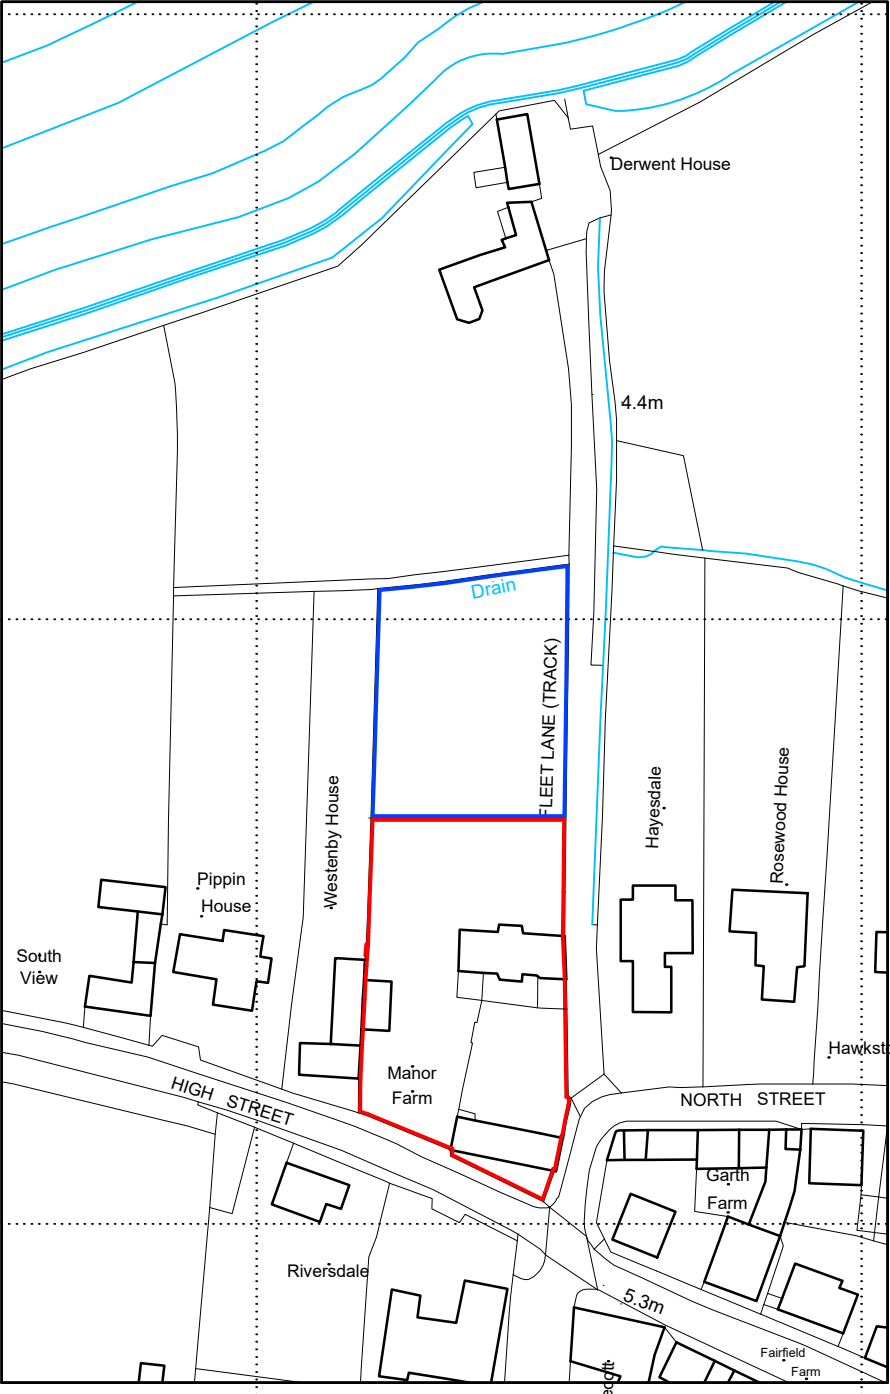 Derwent House
4.4m
Drain
FLEET LANE (TRACK)
Westenby House
Hayesdale
Rosewood House
Pippin
House
South
View
Manor
Farm
HIGH STREET
NORTH STREET
Garth
Farm
Riversdale
5.3m
Fairfield
Farm